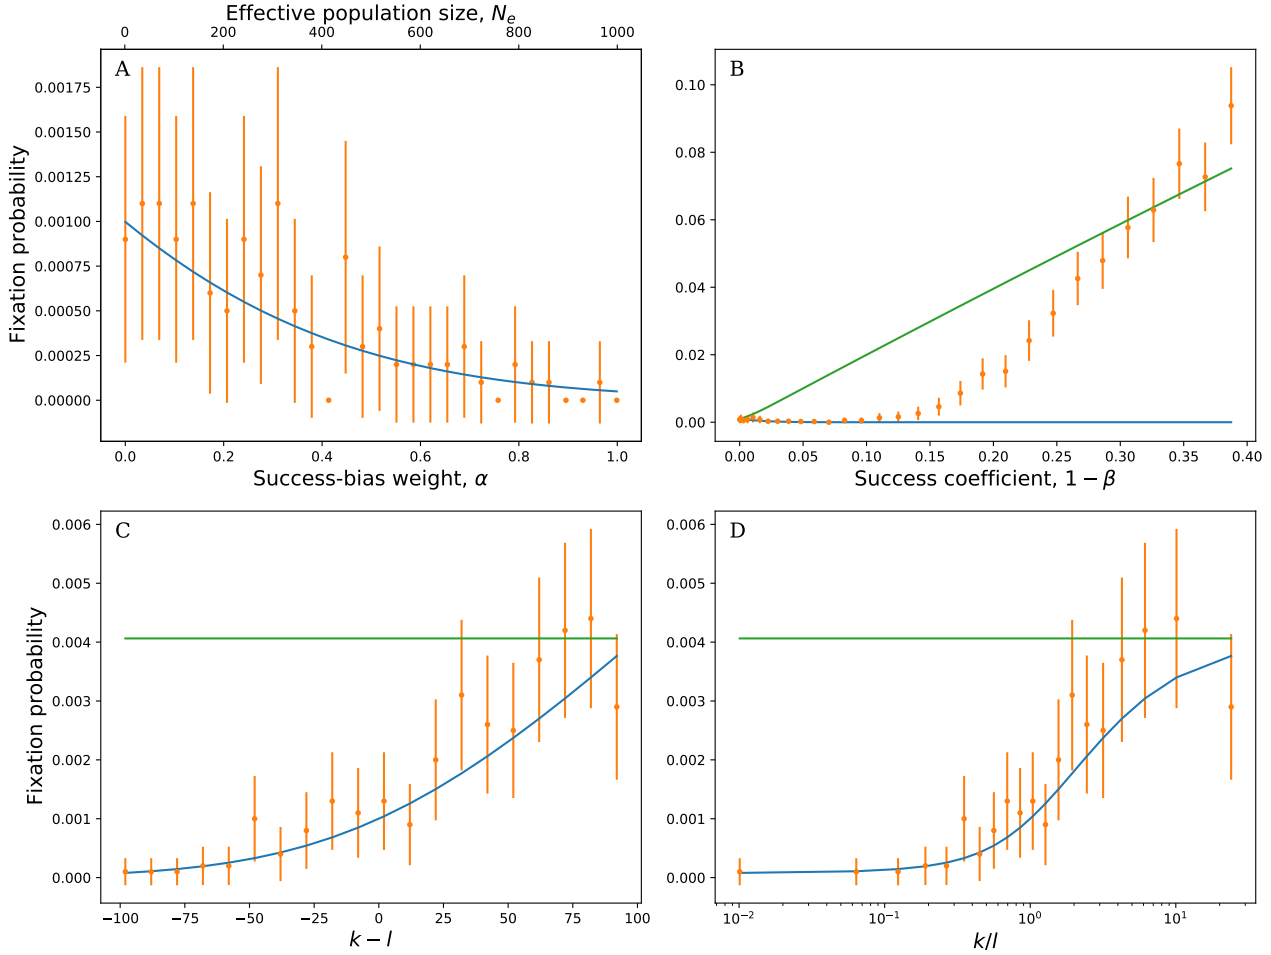 Effective population size, Nₑ
0 200 400 600 800 1000
A
0.00175
0.00150
0.00125
0.00100
0.00075
0.00050
0.00025
0.00000
Fixation probability
0.0 0.2 0.4 0.6 0.8 1.0
Success-bias weight, α
B
0.10
0.08
0.06
0.04
0.02
0.00
0.00 0.05 0.10 0.15 0.20 0.25 0.30 0.35 0.40
Success coefficient, 1 − β
C
0.006
0.005
0.004
0.003
0.002
0.001
0.000
Fixation probability
−100 −75 −50 −25 0 25 50 75 100
k − l
D
0.006
0.005
0.004
0.003
0.002
0.001
0.000
10⁻² 10⁻¹ 10⁰ 10¹
k/l